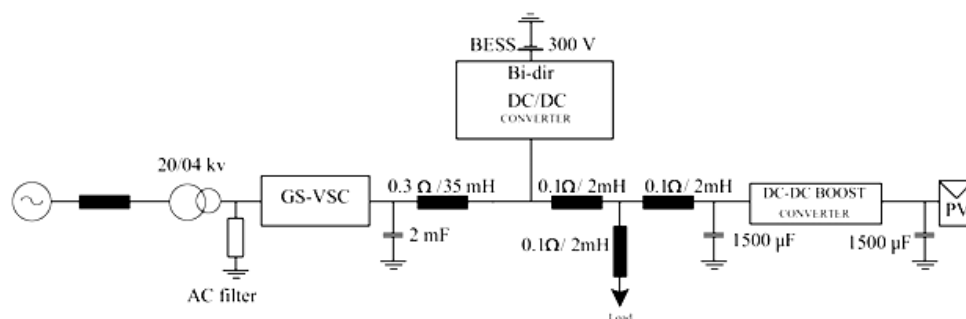 BESS 300 V
Bi-dir
DC/DC
CONVERTER
20/04 kv
GS-VSC
0.3 Ω /35 mH
0.1Ω/ 2mH
0.1Ω/ 2mH
DC-DC BOOST
CONVERTER
PV
2 mF
0.1Ω/ 2mH
1500 µF
1500 µF
AC filter
Load